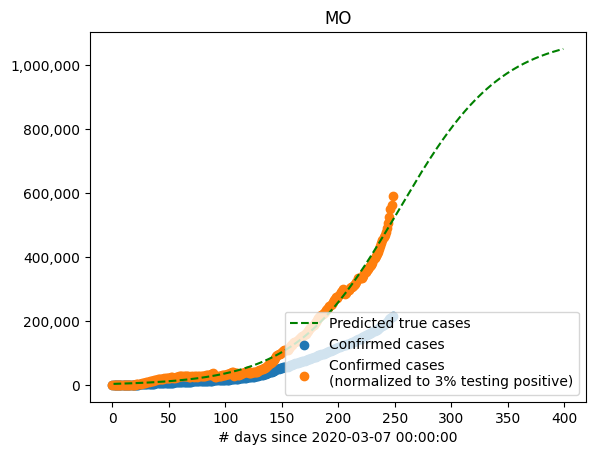 MO
1,000,000
800,000
600,000
400,000
200,000
0
Predicted true cases
Confirmed cases
Confirmed cases
(normalized to 3% testing positive)
0 50 100 150 200 250 300 350 400
# days since 2020-03-07 00:00:00